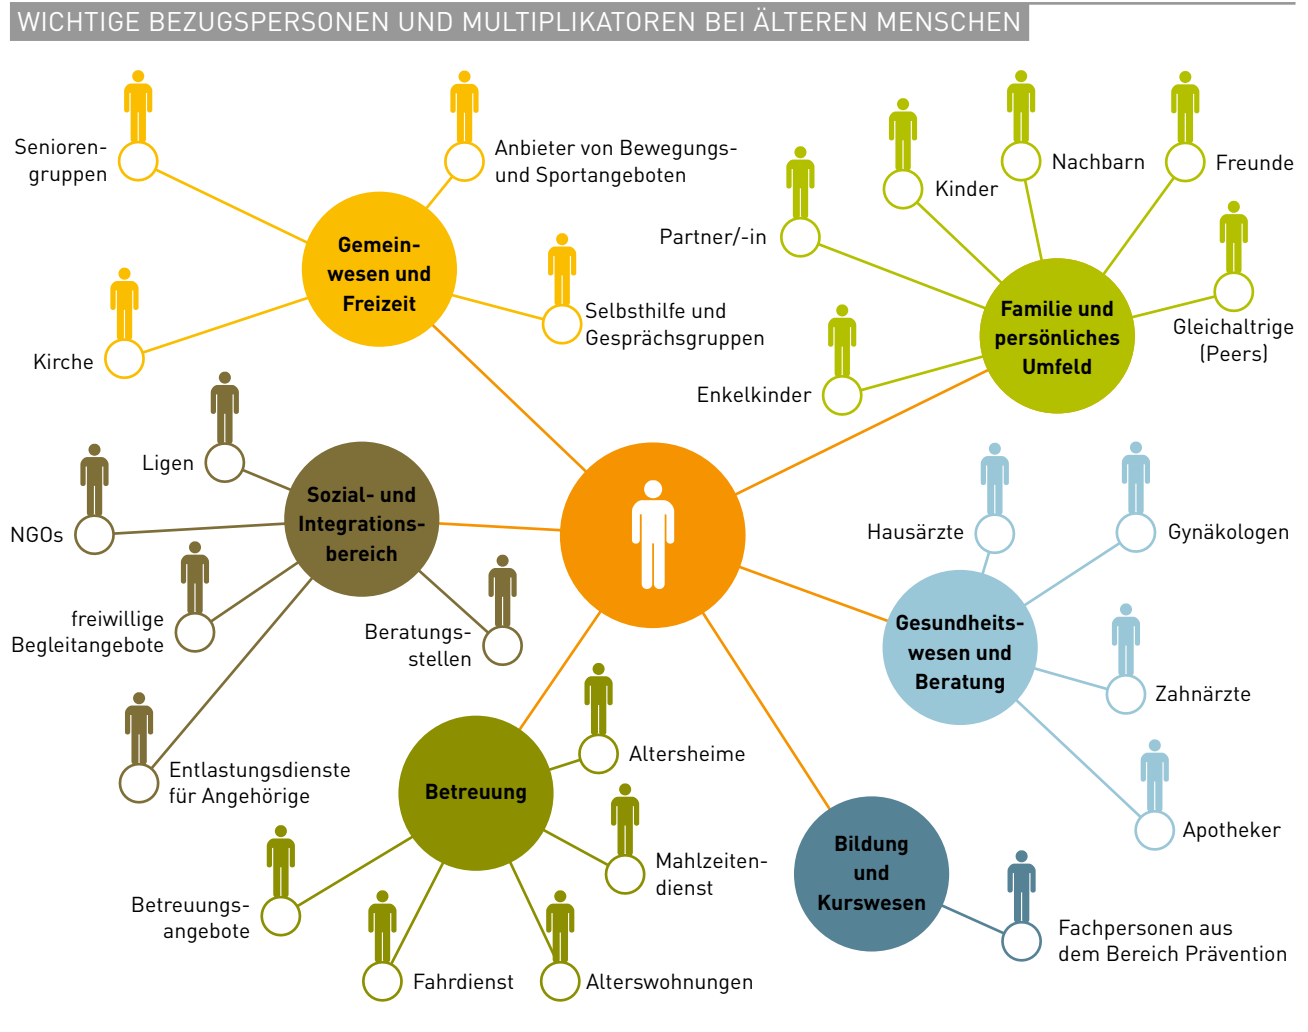 WICHTIGE BEZUGSPERSONEN UND MULTIPLIKATOREN BEI ÄLTEREN MENSCHEN
Senioren-
gruppen
Anbieter von Bewegungs-
und Sportangeboten
Gemein-
wesen und
Freizeit
Kirche
Selbsthilfe und
Gesprächsgruppen
Partner/-in
Kinder
Nachbarn
Freunde
Gleichaltrige
(Peers)
Enkelkinder
Familie und
persönliches
Umfeld
Ligen
NGOs
Sozial- und
Integrations-
bereich
freiwillige
Begleitangebote
Beratungs-
stellen
Entlastungsdienste
für Angehörige
Hausärzte
Gynäkologen
Gesundheits-
wesen und
Beratung
Zahnärzte
Apotheker
Betreuung
Altersheime
Mahlzeiten-
dienst
Betreuungs-
angebote
Fahrdienst
Alterswohnungen
Bildung
und
Kurswesen
Fachpersonen aus
dem Bereich Prävention